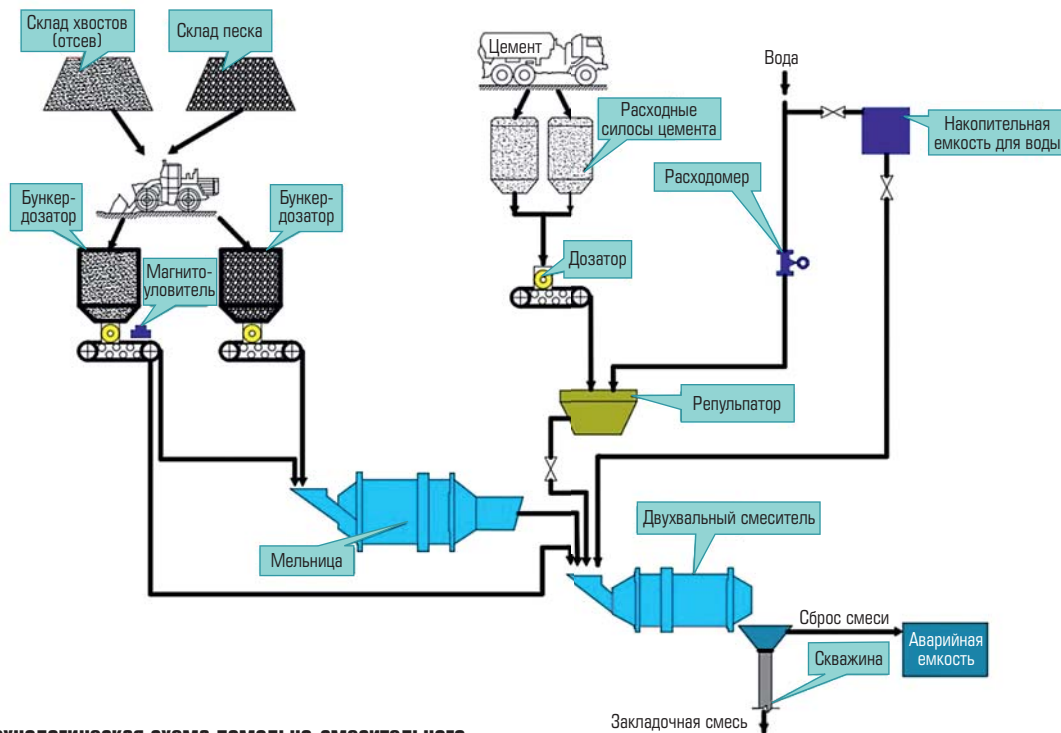 Склад хвостов
(отсев)
Склад песка
Цемент
Вода
Расходные
силосы цемента
Накопительная
емкость для воды
Расходомер
Бункер-
дозатор
Бункер-
дозатор
Магнито-
уловитель
Дозатор
Репульпатор
Мельница
Двухвальный смеситель
Сброс смеси
Аварийная
емкость
Скважина
Закладочная смесь